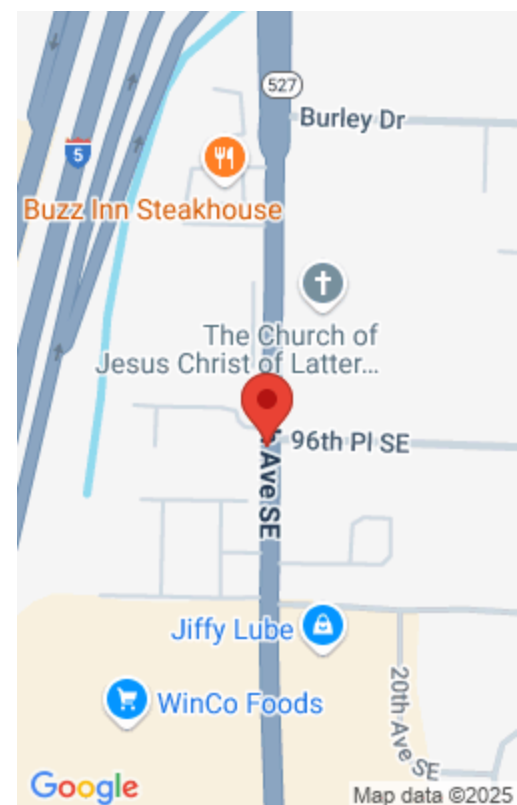 527
Burley Dr
5
Buzz Inn Steakhouse
The Church of
Jesus Christ of Latter...
96th Pl SE
Ave SE
Jiffy Lube
WinCo Foods
20th Ave SE
Google
Map data ©2025